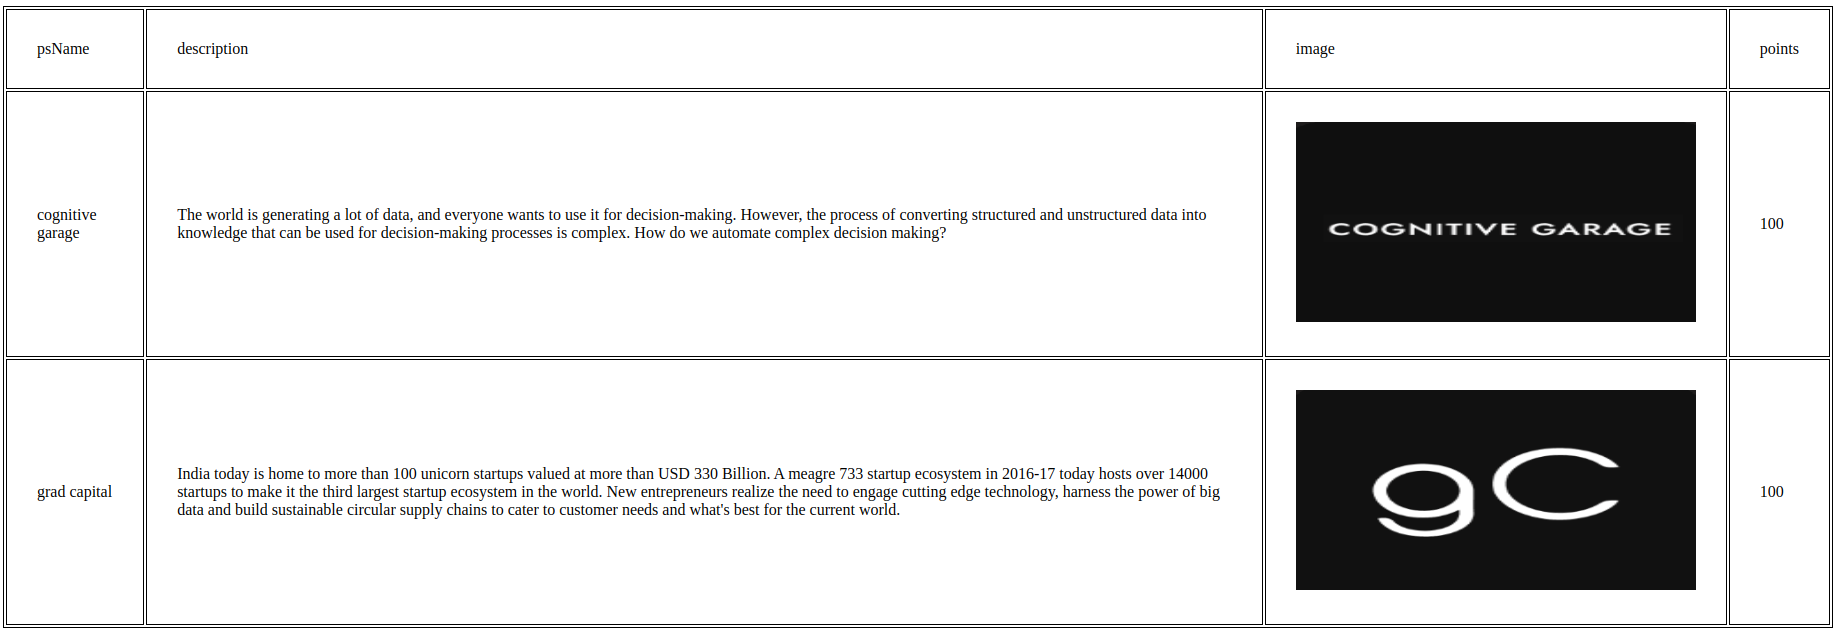 psName
description
image
points
cognitive
garage
The world is generating a lot of data, and everyone wants to use it for decision-making. However, the process of converting structured and unstructured data into
knowledge that can be used for decision-making processes is complex. How do we automate complex decision making?
COGNITIVE GARAGE
100
grad capital
India today is home to more than 100 unicorn startups valued at more than USD 330 Billion. A meagre 733 startup ecosystem in 2016-17 today hosts over 14000
startups to make it the third largest startup ecosystem in the world. New entrepreneurs realize the need to engage cutting edge technology, harness the power of big
data and build sustainable circular supply chains to cater to customer needs and what's best for the current world.
gC
100